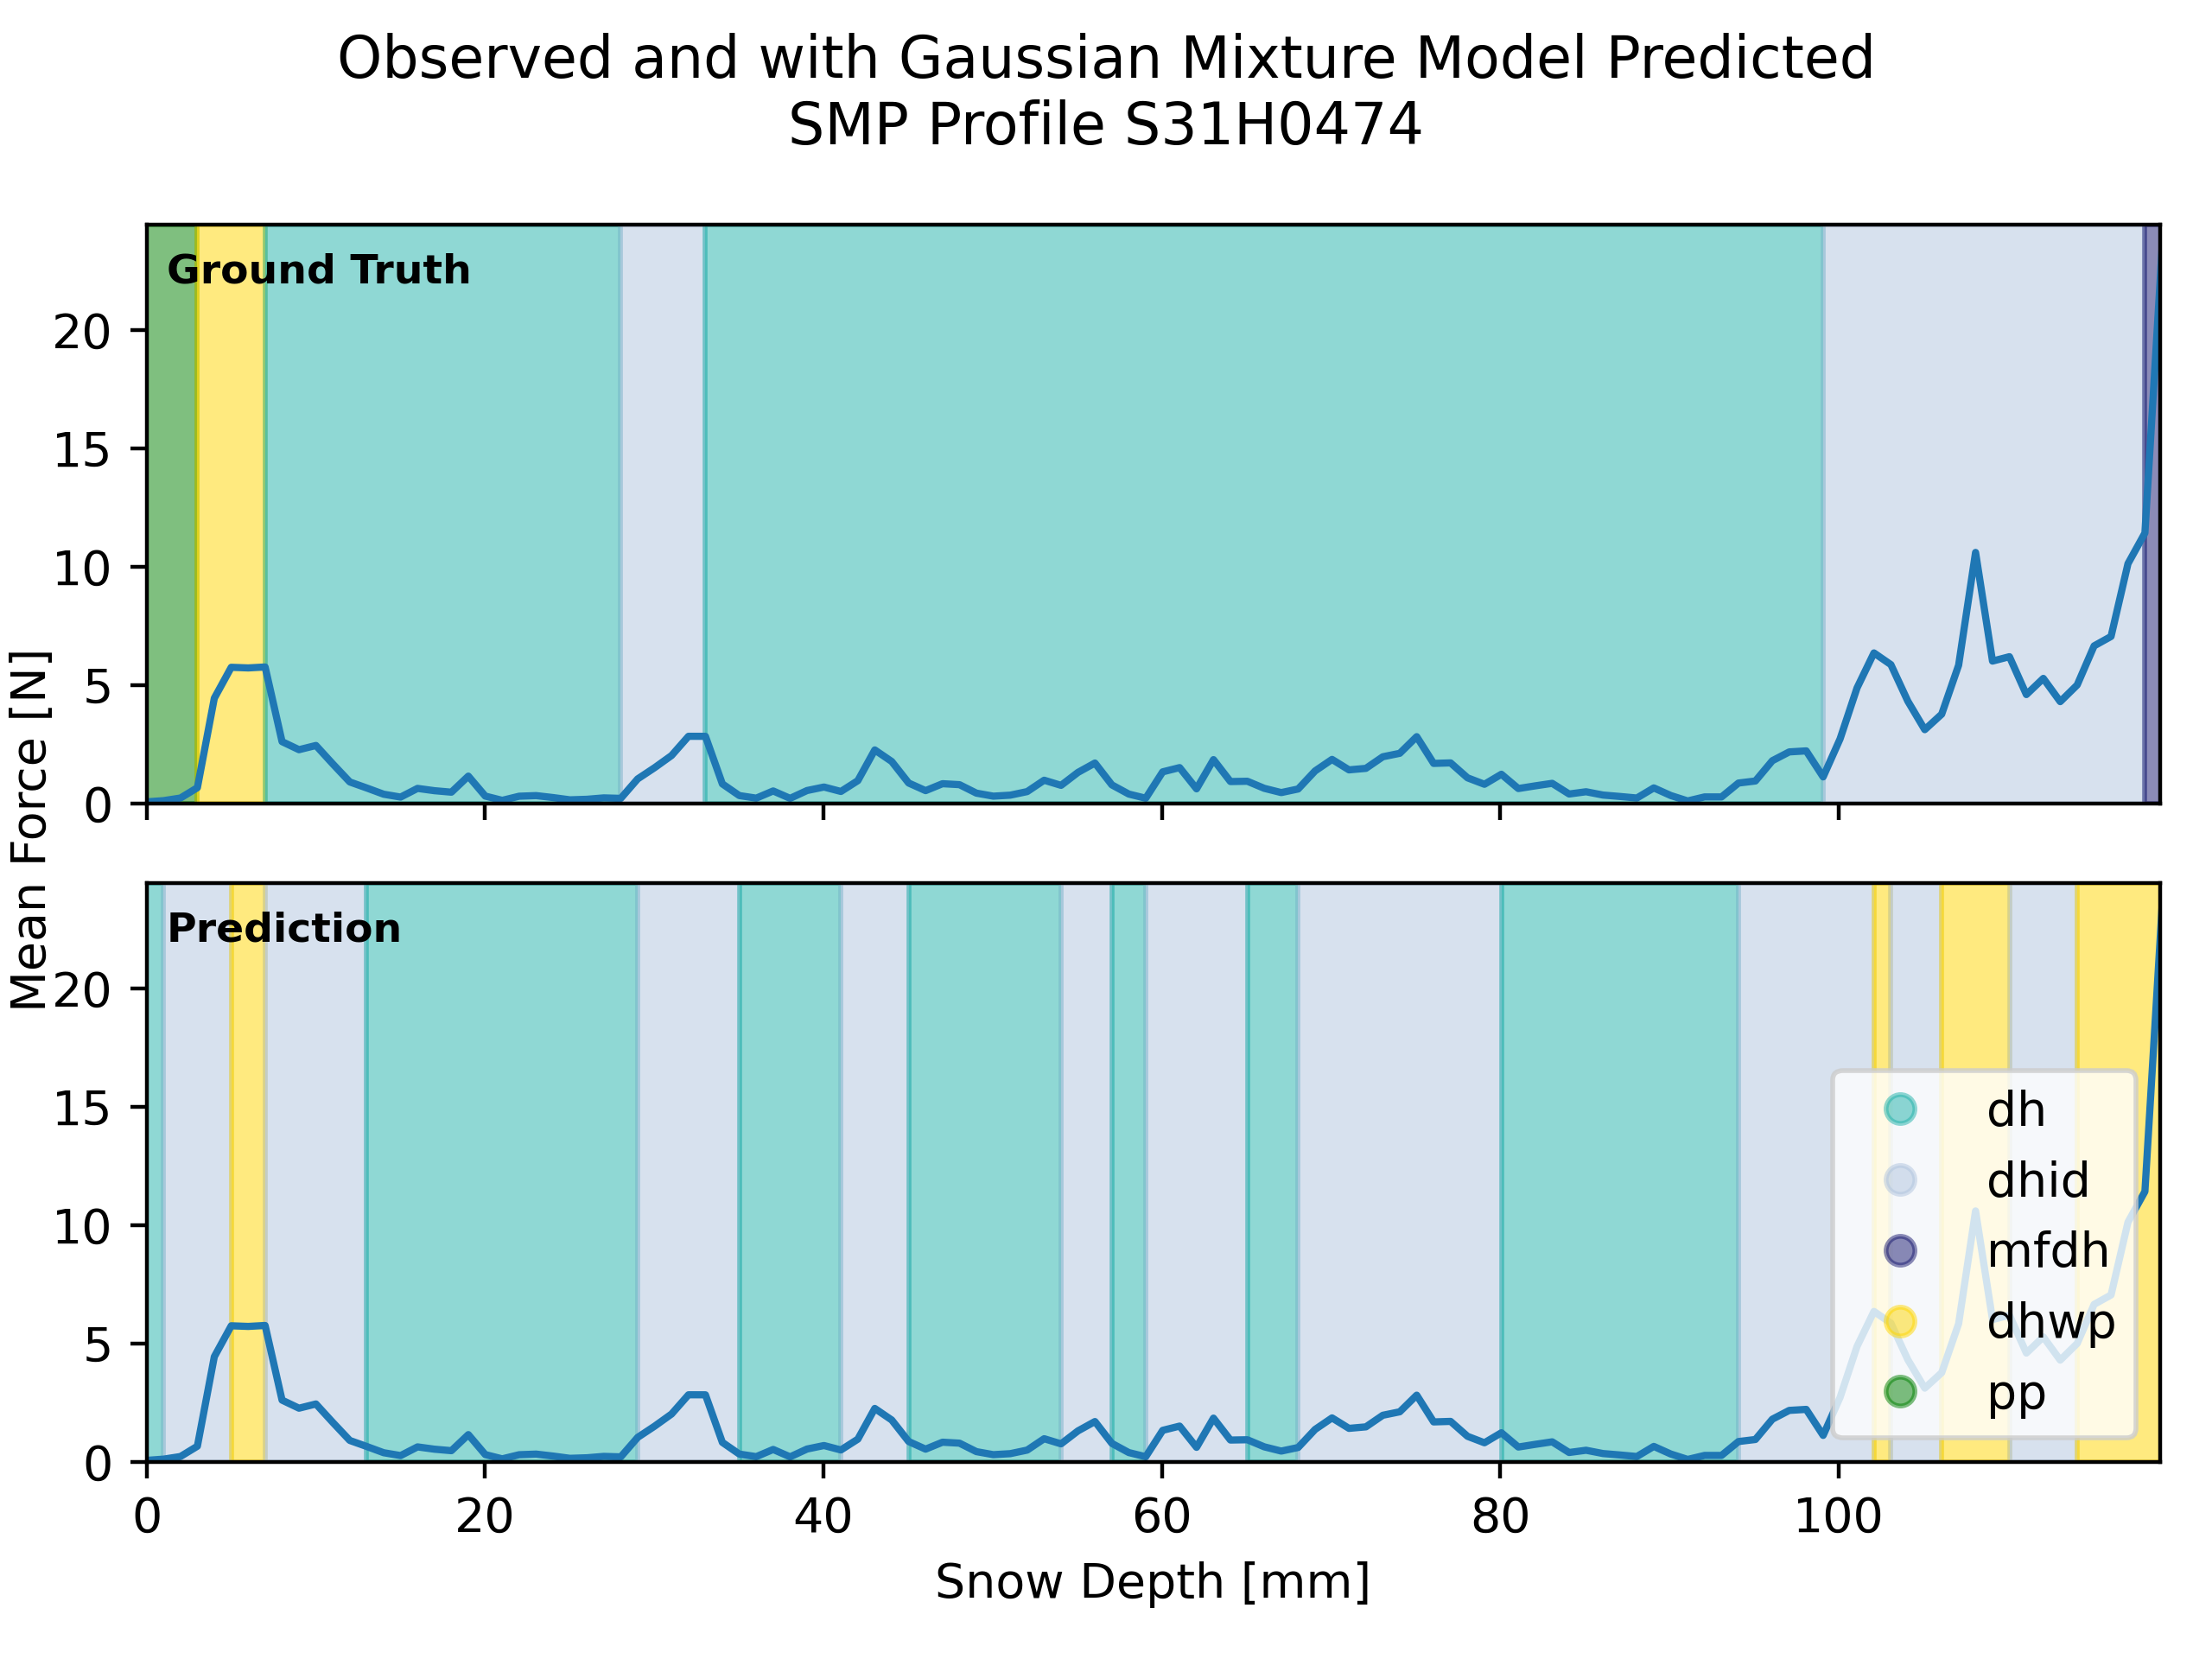 Observed and with Gaussian Mixture Model Predicted
SMP Profile S31H0474
Ground Truth
20
15
10
5
0
Mean Force [N]
Prediction
20
15
10
5
0
dh
dhid
mfdh
dhwp
pp
0 20 40 60 80 100
Snow Depth [mm]